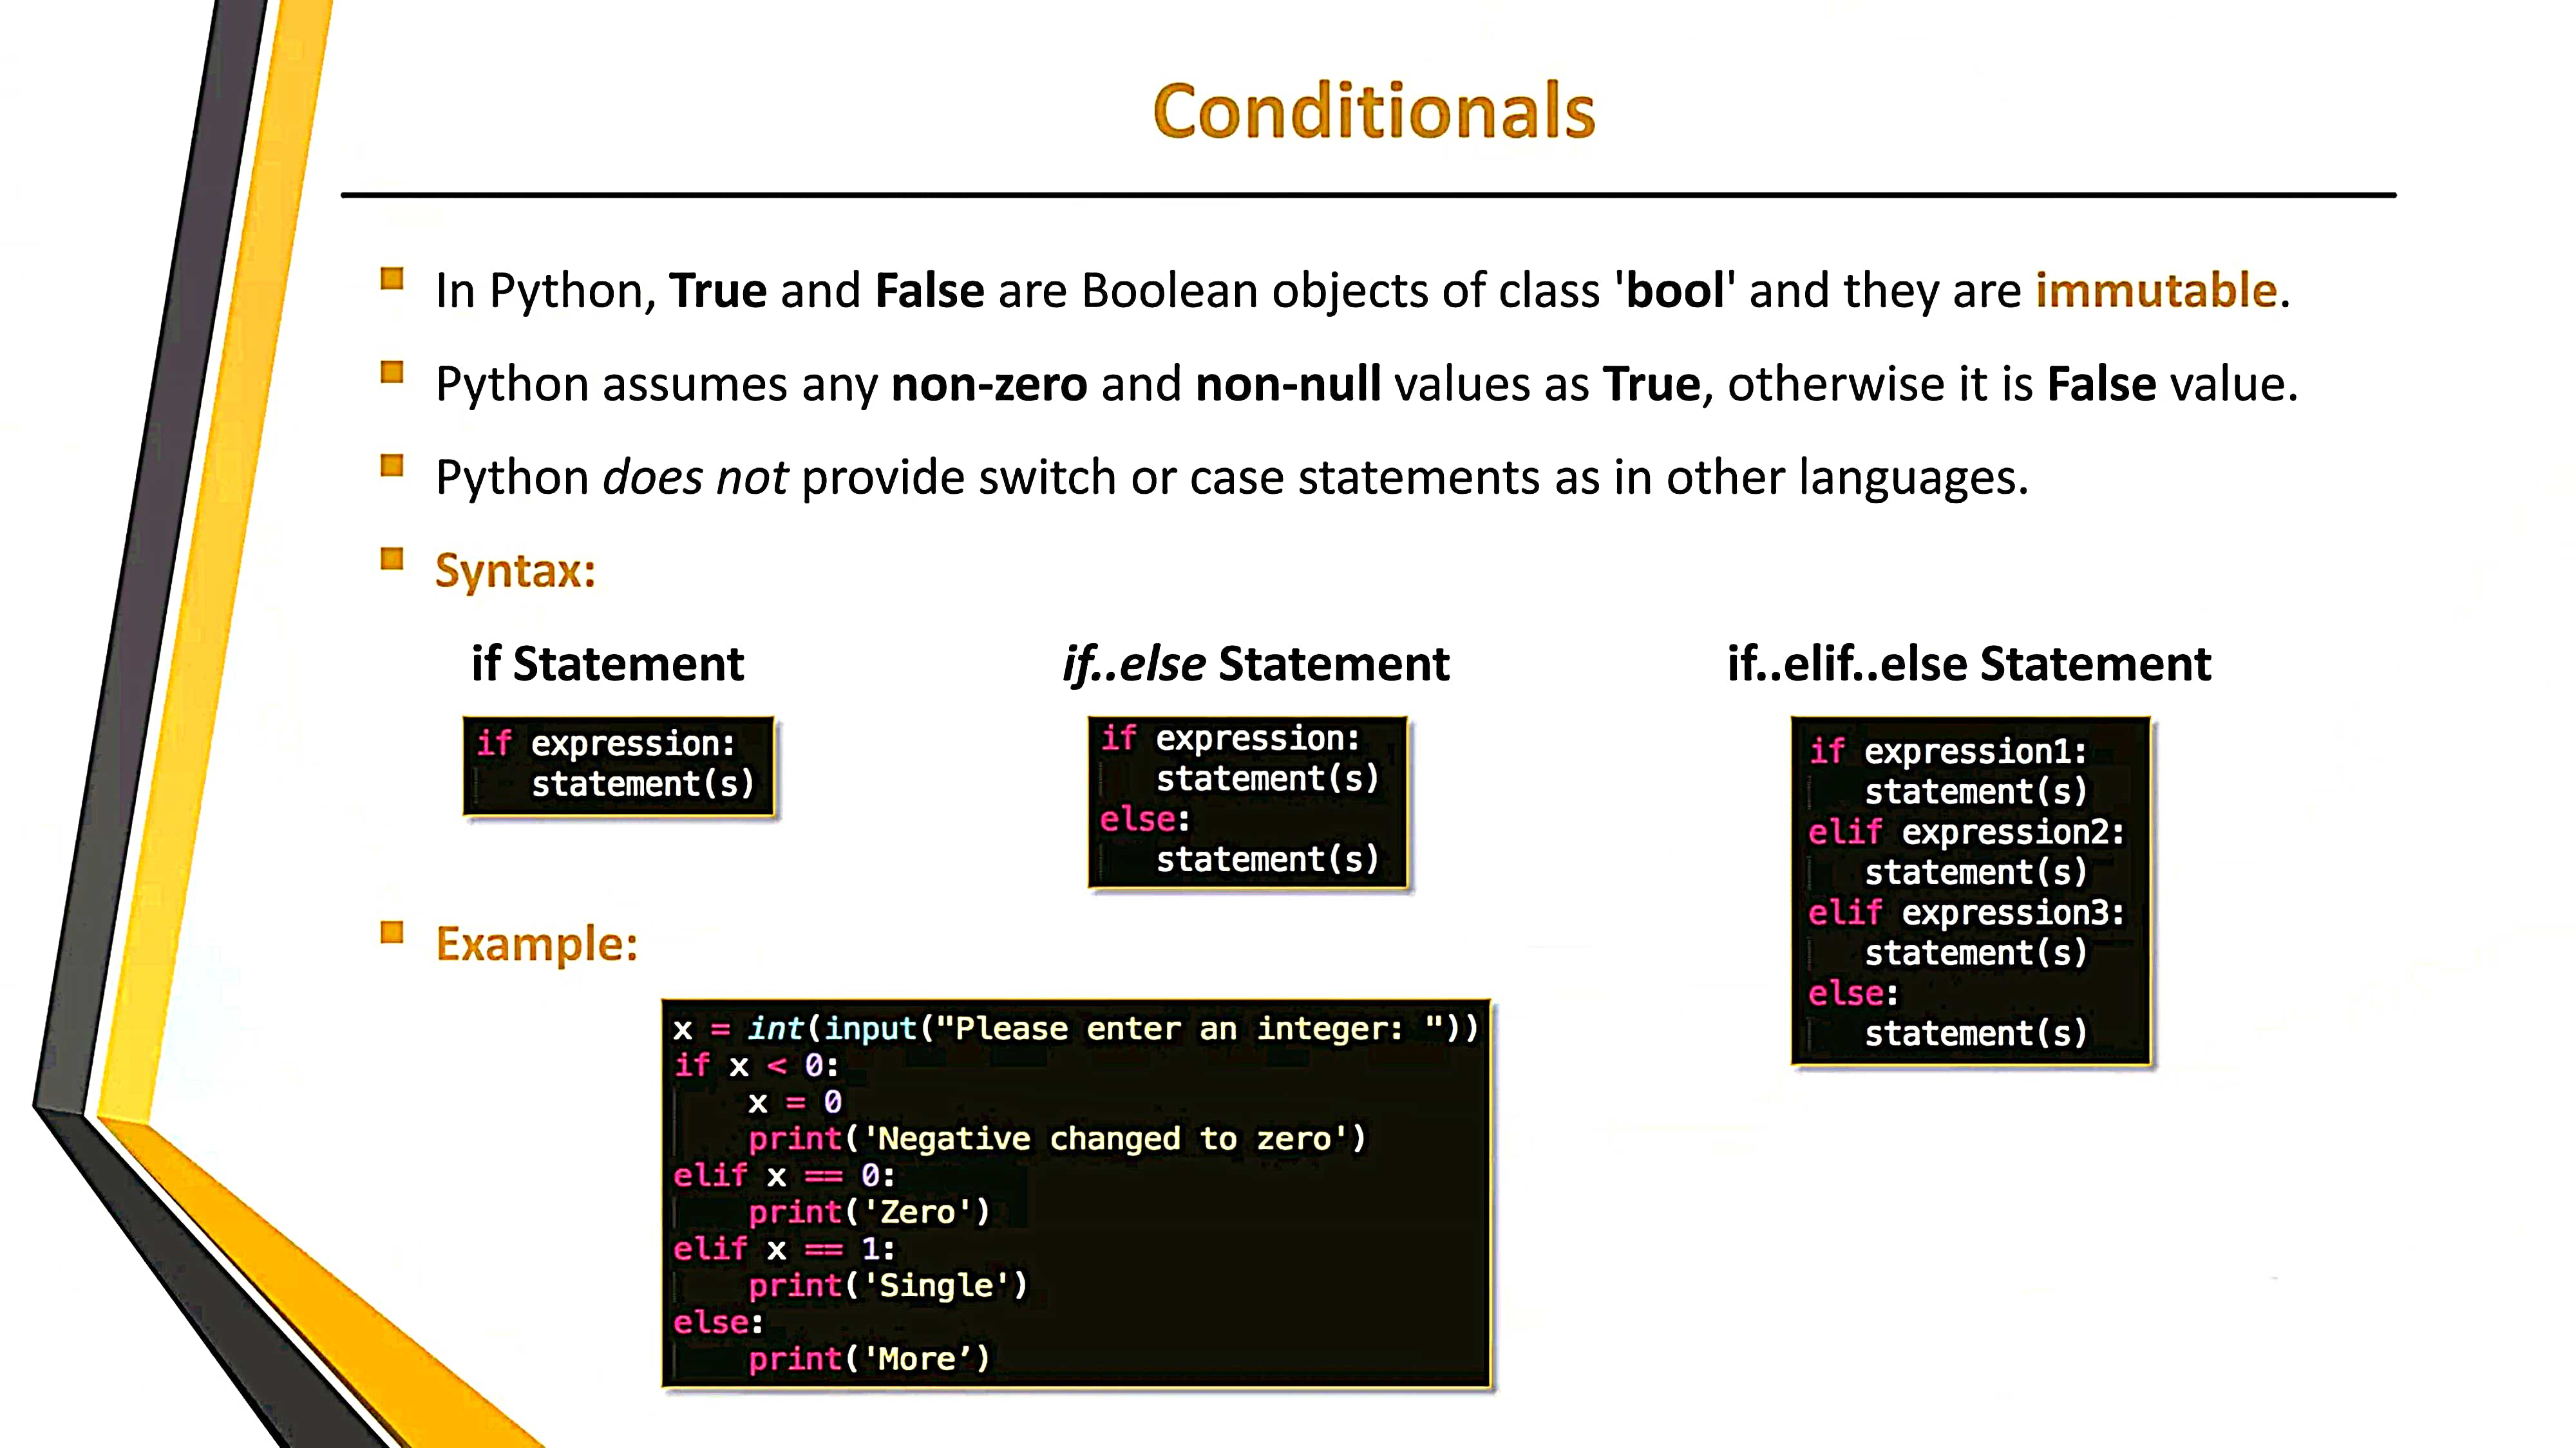 Conditionals
In Python, True and False are Boolean objects of class 'bool' and they are immutable.
Python assumes any non-zero and non-null values as True, otherwise it is False value.
Python does not provide switch or case statements as in other languages.
Syntax:
if Statement
if expression:
    statement(s)
if..else Statement
if expression:
    statement(s)
else:
    statement(s)
if..elif..else Statement
if expression1:
    statement(s)
elif expression2:
    statement(s)
elif expression3:
    statement(s)
else:
    statement(s)
Example:
x = int(input("Please enter an integer: "))
if x < 0:
    x = 0
    print('Negative changed to zero')
elif x == 0:
    print('Zero')
elif x == 1:
    print('Single')
else:
    print('More’)